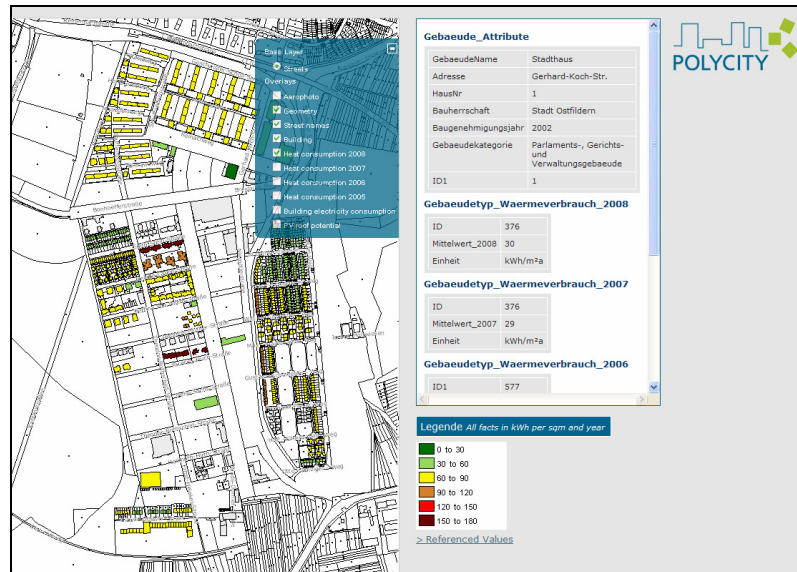 Base Layer
Streets
Overlays
Aerophoto
Geometry
Street names
Building
Heat consumption 2008
Heat consumption 2007
Heat consumption 2006
Heat consumption 2005
Building electricity consumption
PV roof potential
Bonhoefferstraße
Gebaeude_Attribute
GebaeudeName Stadthaus
Adresse Gerhard-Koch-Str.
HausNr 1
Bauherrschaft Stadt Ostfildern
Baugenehmigungsjahr 2002
Gebaeudekategorie Parlaments-, Gerichts-
und
Verwaltungsgebaeude
ID1 1
Gebaeudetyp_Waermeverbrauch_2008
ID 376
Mittelwert_2008 30
Einheit kWh/m²a
Gebaeudetyp_Waermeverbrauch_2007
ID 376
Mittelwert_2007 29
Einheit kWh/m²a
Gebaeudetyp_Waermeverbrauch_2006
ID1 577
POLYCITY
Legende All facts in kWh per sqm and year
0 to 30
30 to 60
60 to 90
90 to 120
120 to 150
150 to 180
> Referenced Values